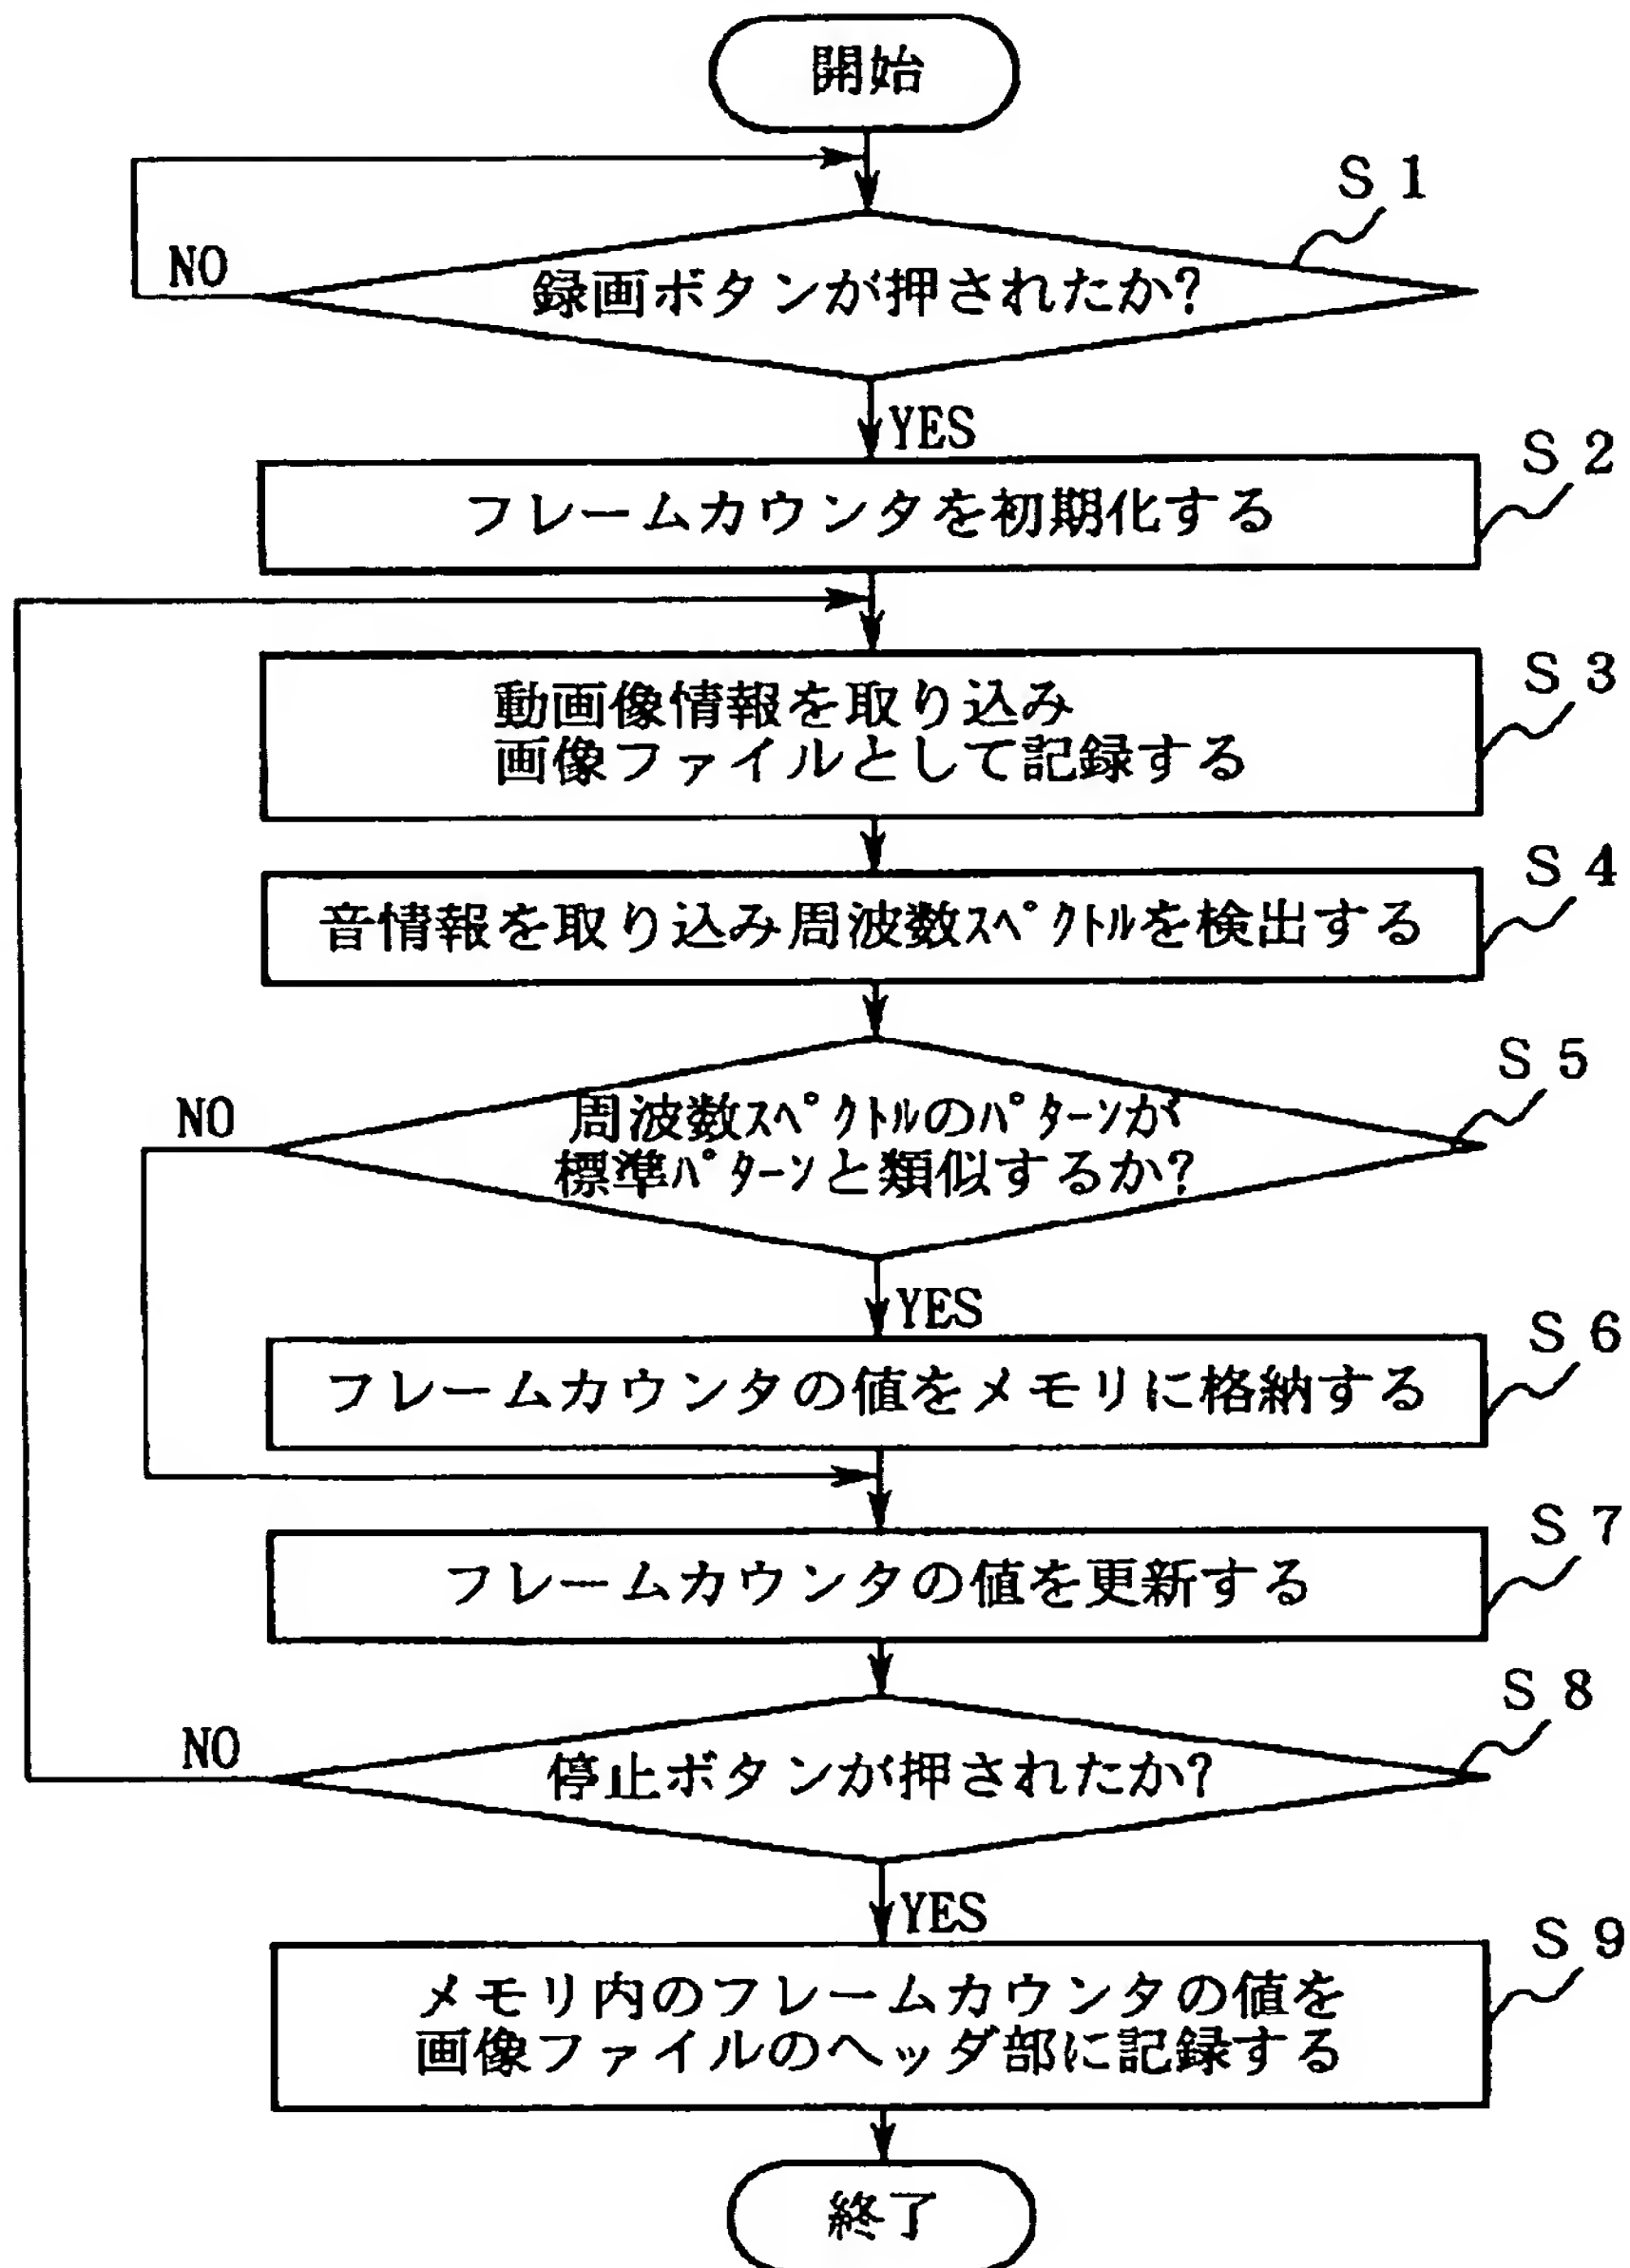 開始
S1
NO
録画ボタンが押されたか?
YES
S2
フレームカウンタを初期化する
S3
動画像情報を取り込み
画像ファイルとして記録する
S4
音情報を取り込み周波数ｽﾍﾟｸﾄﾙを検出する
S5
NO
周波数ｽﾍﾟｸﾄﾙのﾊﾟﾀｰﾝが
標準ﾊﾟﾀｰﾝと類似するか?
YES
S6
フレームカウンタの値をメモリに格納する
S7
フレームカウンタの値を更新する
S8
NO
停止ボタンが押されたか?
YES
S9
メモリ内のフレームカウンタの値を
画像ファイルのヘッダ部に記録する
終了